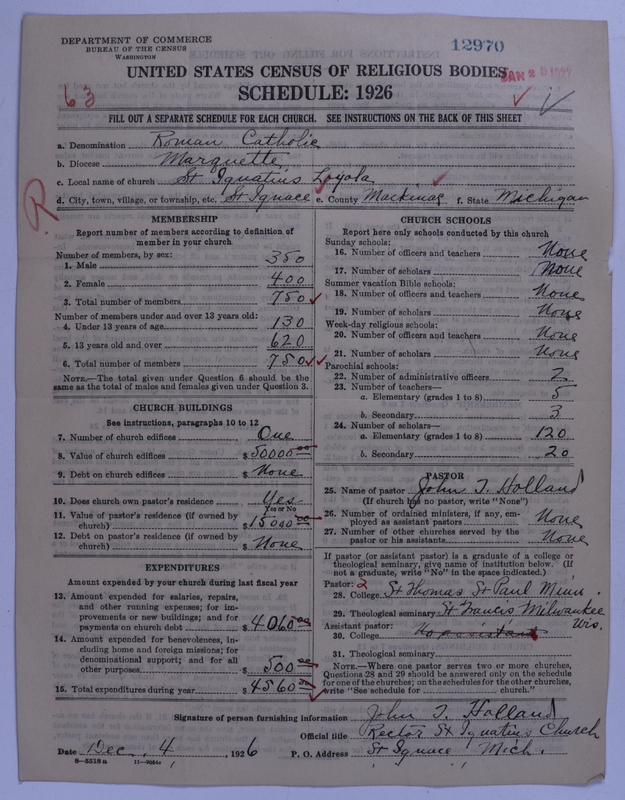 DEPARTMENT OF COMMERCE
BUREAU OF THE CENSUS
WASHINGTON
12970
UNITED STATES CENSUS OF RELIGIOUS BODIES
JAN 2
63
SCHEDULE: 1926
FILL OUT A SEPARATE SCHEDULE FOR EACH CHURCH. SEE INSTRUCTIONS ON THE BACK OF THIS SHEET
a. Denomination Roman Catholic
b. Diocese Marquette
c. Local name of church St Ignatius Loyola
d. City, town, village, or township, etc. St Ignace e. County Mackinac f. State Michigan
R
MEMBERSHIP
Report number of members according to definition of
member in your church
Number of members, by sex:
1. Male 350
2. Female 400
3. Total number of members 750
Number of members under and over 13 years old:
4. Under 13 years of age 130
5. 13 years old and over 620
6. Total number of members 750
NOTE.—The total given under Question 6 should be
same as the total of males and females given under Question 3.
CHURCH BUILDINGS
See instructions, paragraphs 10 to 12
7. Number of church edifices One
8. Value of church edifices $ 50000 00
9. Debt on church edifices $ None
10. Does church own pastor's residence Yes
Yes or No
11. Value of pastor's residence (if owned by
church) $ 15000 00
12. Debt on pastor's residence (if owned by
church) $ None
EXPENDITURES
Amount expended by your church during last fiscal year
13. Amount expended for salaries, repairs,
and other running expenses; for im-
provements or new buildings; and for
payments on church debt $ 4060 00
14. Amount expended for benevolences, in-
cluding home and foreign missions; for
denominational support; and for all
other purposes $ 500 00
15. Total expenditures during year $ 4560 00
CHURCH SCHOOLS
Report here only schools conducted by this church
Sunday schools:
16. Number of officers and teachers None
17. Number of scholars None
Summer vacation Bible schools:
18. Number of officers and teachers None
19. Number of scholars None
Week-day religious schools:
20. Number of officers and teachers None
21. Number of scholars None
Parochial schools:
22. Number of administrative officers 2
23. Number of teachers—
a. Elementary (grades 1 to 8) 5
b. Secondary 3
24. Number of scholars—
a. Elementary (grades 1 to 8) 120
b. Secondary 20
PASTOR
25. Name of pastor John T. Holland
(If church has no pastor, write "None")
26. Number of ordained ministers, if any, em-
ployed as assistant pastors None
27. Number of other churches served by the
pastor or his assistants None
If pastor (or assistant pastor) is a graduate of a college or
theological seminary, give name of institution below. (If
not a graduate, write "No" in the space indicated.)
Pastor: 2
28. College St Thomas St Paul Minn.
29. Theological seminary St Francis Milwaukee
Wis.
Assistant pastor:
30. College No assistant
31. Theological seminary
NOTE.—Where one pastor serves two or more churches,
Questions 28 and 29 should be answered only on the schedule
for one of the churches; on the schedules for the other churches,
write "See schedule for church."
Signature of person furnishing information John T. Holland
Official title Rector St Ignatius Church
Date Dec. 4, 1926
P. O. Address St Ignace Mich.
8—5518 a